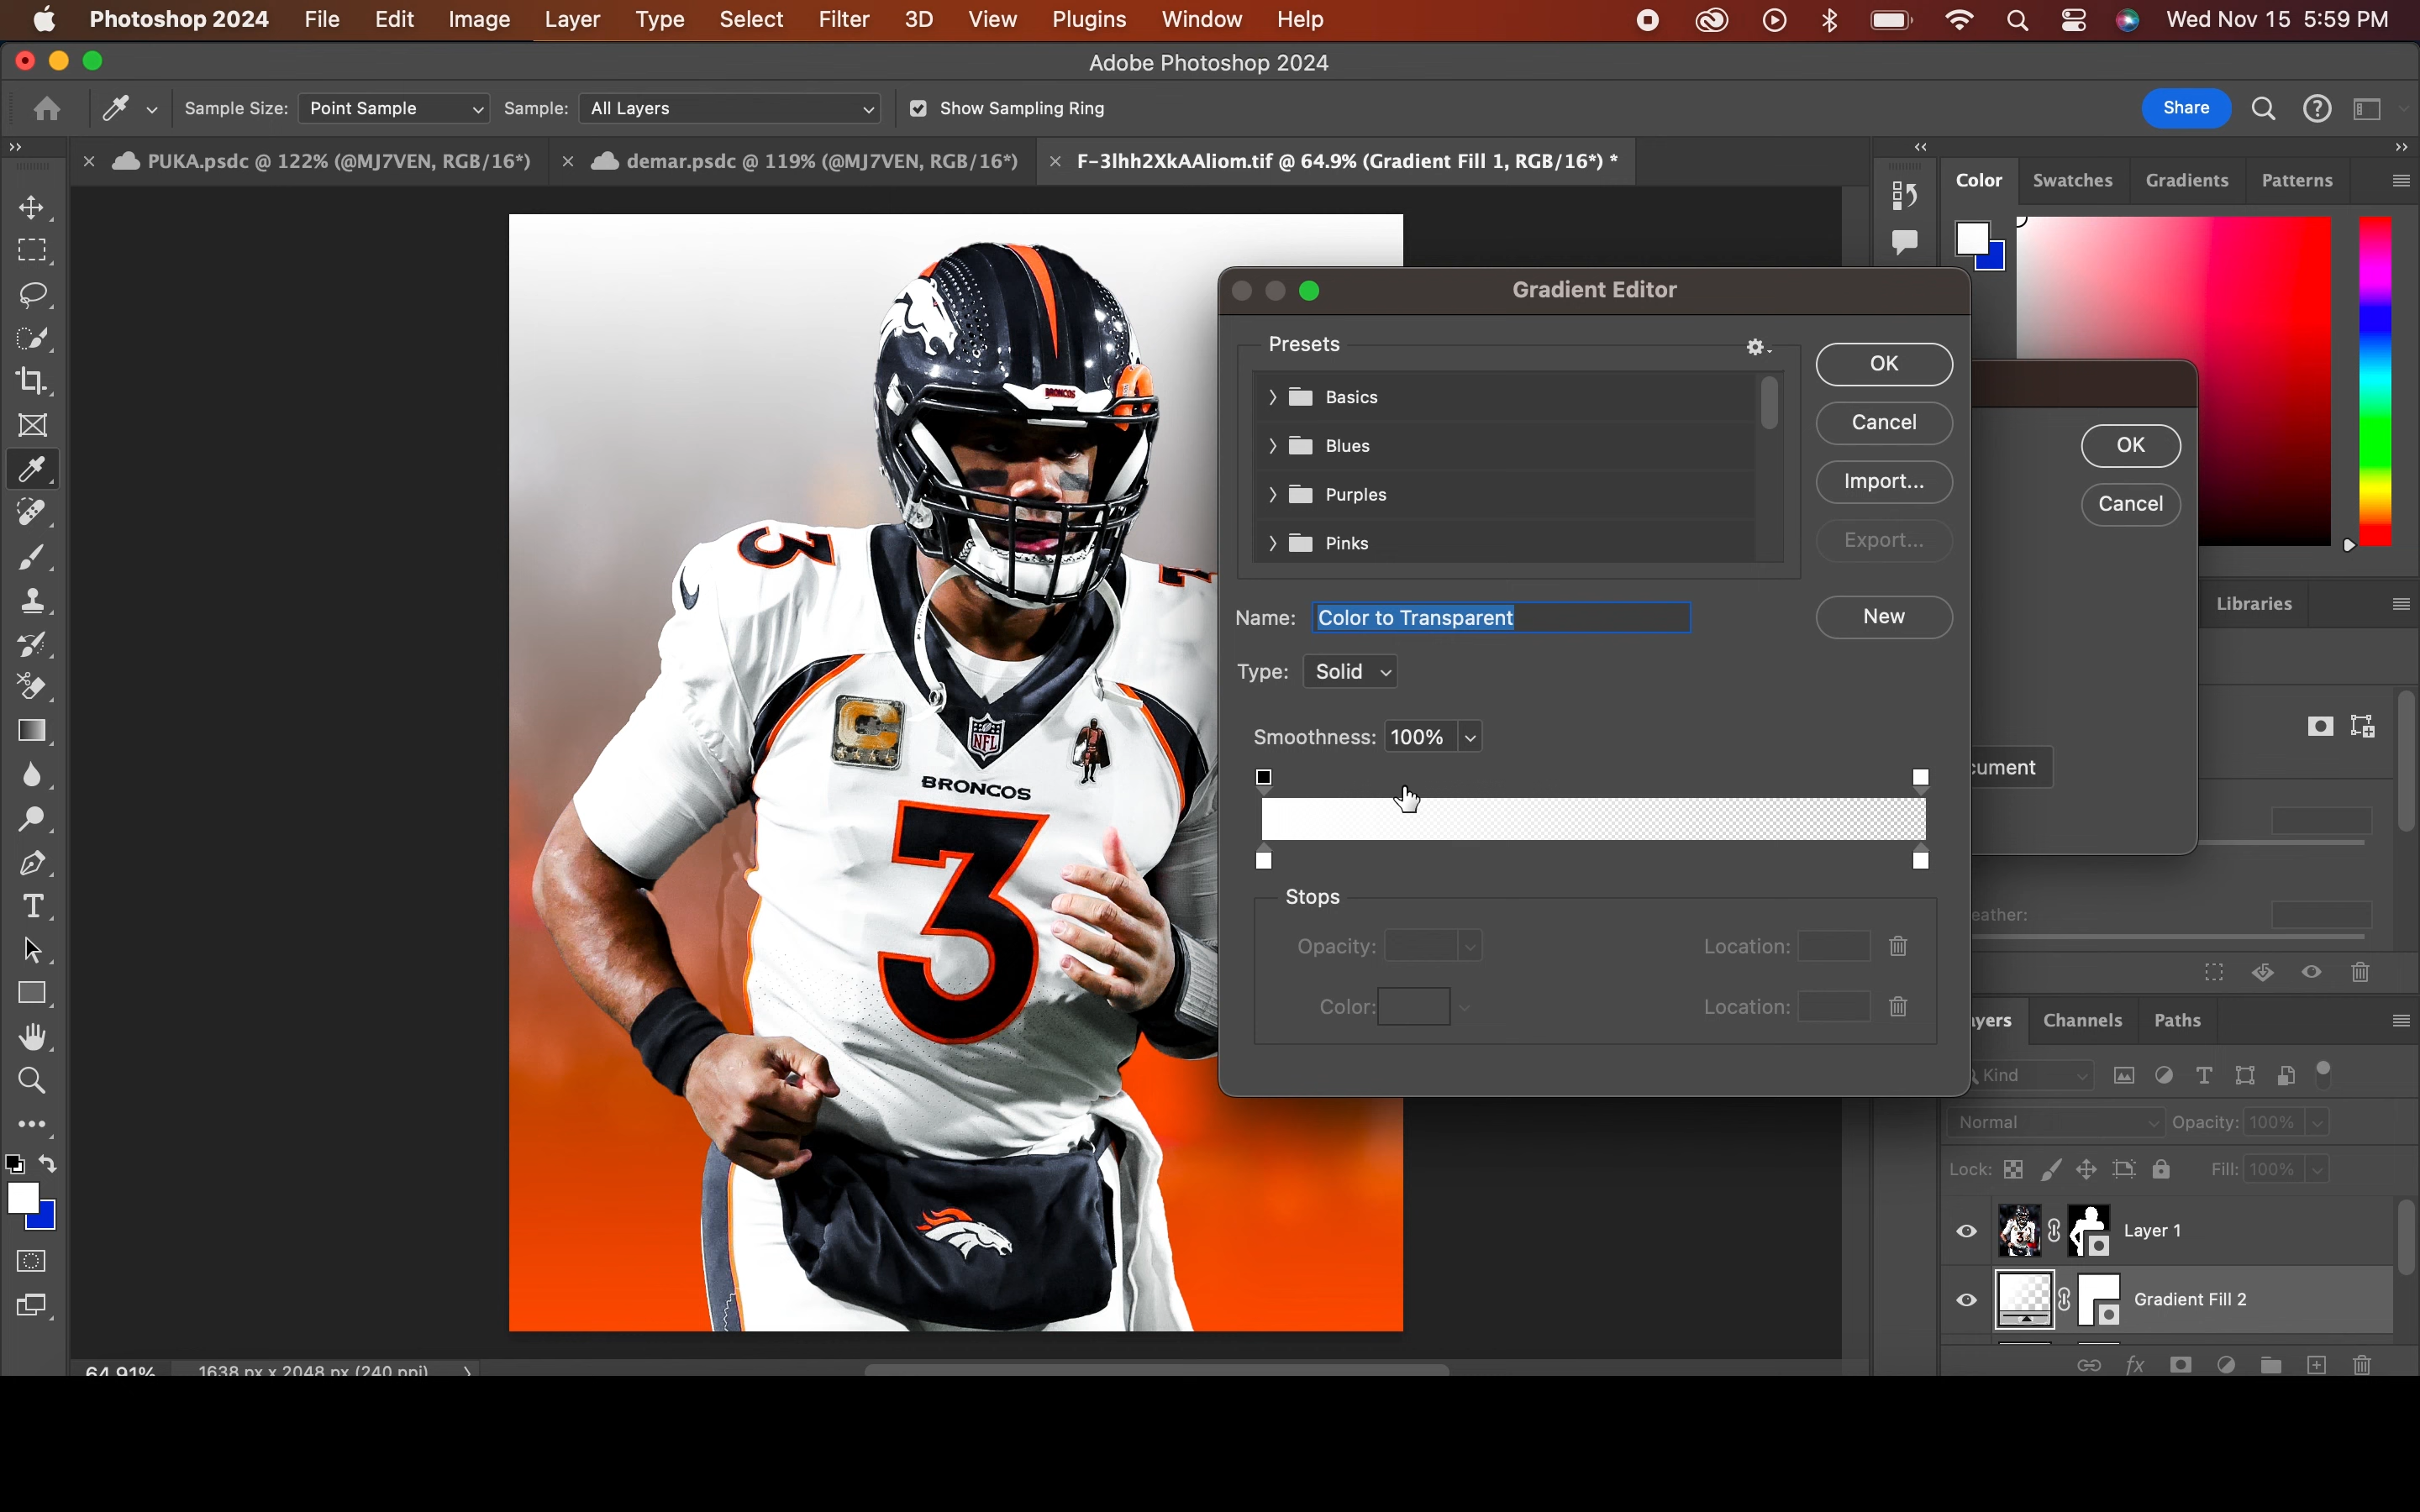 Photoshop 2024 File Edit Image Layer Type Select Filter 3D View Plugins Window Help Wed Nov 15 5:59 PM
Adobe Photoshop 2024
Sample Size: Point Sample Sample: All Layers Show Sampling Ring Share
PUKA.psdc @ 122% (@MJ7VEN, RGB/16*) demar.psdc @ 119% (@MJ7VEN, RGB/16*) F-3lhh2XkAAliom.tif @ 64.9% (Gradient Fill 1, RGB/16*) *
Color Swatches Gradients Patterns
Gradient Editor
Presets
OK
Basics
Cancel
Blues
Import...
Purples
Export...
Pinks
OK
Cancel
Name: Color to Transparent
New
Libraries
Type: Solid
Smoothness: 100%
cument
Stops
Opacity:
Location:
Color:
Location:
eather:
BRONCOS
3
C
NFL
BRONCOS
3
ayers Channels Paths
Kind
Normal Opacity: 100%
Lock: Fill: 100%
Layer 1
Gradient Fill 2
fx
64.91% 1638 px x 2048 px (240 ppi)